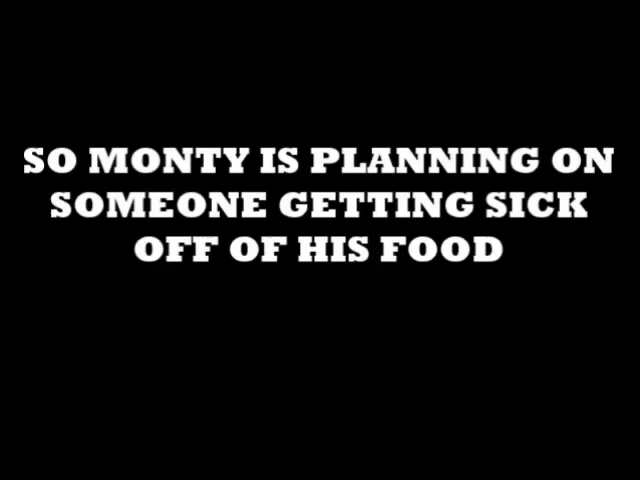 SO MONTY IS PLANNING ON
SOMEONE GETTING SICK
OFF OF HIS FOOD